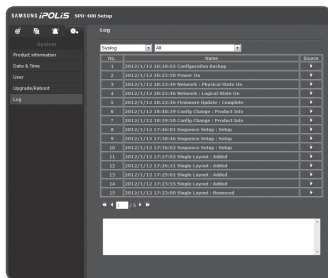 SAMSUNG iPOLiS SPD-400 Setup
System
Product information
Date & Time
User
Upgrade/Reboot
Log
Log
Syslog All
No. Name Source
1 2012/1/12 20:28:03 Configuration Backup
2 2012/1/12 20:23:50 Power On
3 2012/1/12 20:23:49 Network : Physical State On
4 2012/1/12 20:23:46 Network : Logical State On
5 2012/1/12 20:22:26 Firmware Update : Complete
6 2012/1/12 18:40:39 Config Change : Product Info
7 2012/1/12 18:39:50 Config Change : Product Info
8 2012/1/12 17:46:01 Sequence Setup : Setup
9 2012/1/12 17:38:46 Sequence Setup : Setup
10 2012/1/12 17:36:02 Sequence Setup : Setup
11 2012/1/12 17:27:02 Single Layout : Added
12 2012/1/12 17:26:21 Single Layout : Added
13 2012/1/12 17:25:02 Single Layout : Added
14 2012/1/12 17:23:55 Single Layout : Added
15 2012/1/12 17:23:00 Single Layout : Removed
1 / 5